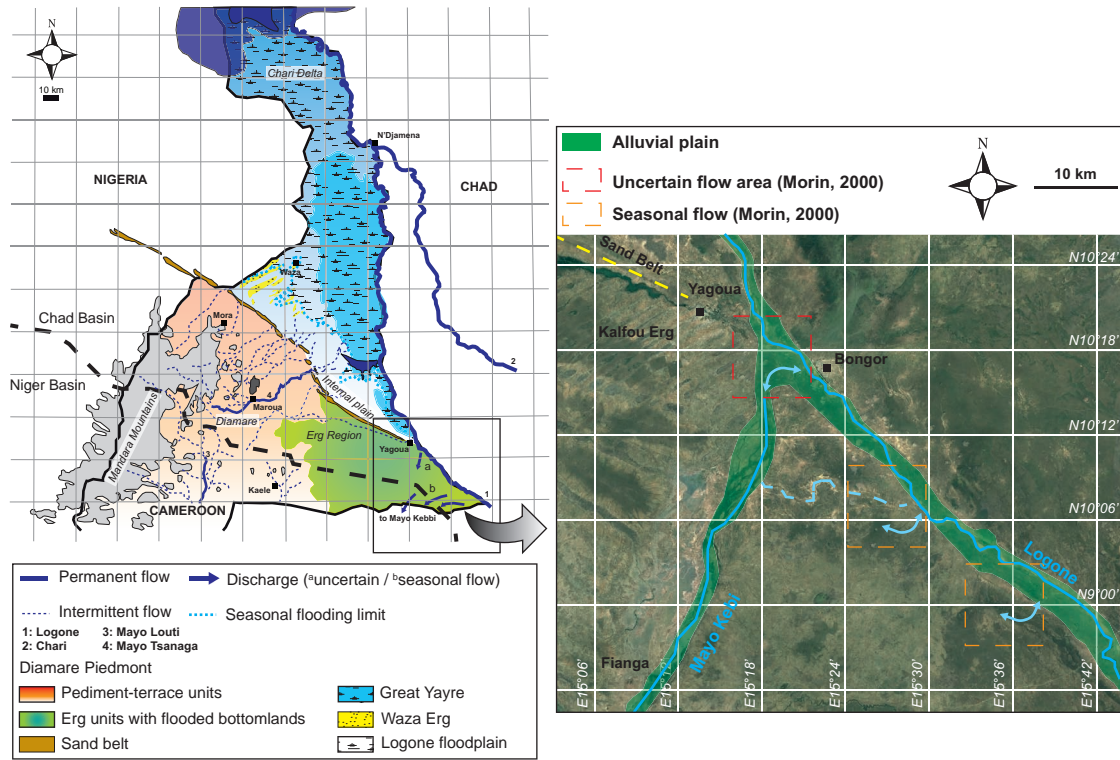 N
10 km
Chari Delta
N'Djamena
NIGERIA
CHAD
Waza
Mora
Chad Basin
2
Niger Basin
Internal plain
Mandara Mountains
Maroua
Diamare
Erg Region
Yagoua
3
a
Kaele
b
1
CAMEROON
to Mayo Kebbi
Permanent flow
Discharge (ᵃuncertain / ᵇseasonal flow)
Intermittent flow
Seasonal flooding limit
1: Logone
3: Mayo Louti
2: Chari
4: Mayo Tsanaga
Diamare Piedmont
Pediment-terrace units
Great Yayre
Erg units with flooded bottomlands
Waza Erg
Sand belt
Logone floodplain
Alluvial plain
Uncertain flow area (Morin, 2000)
Seasonal flow (Morin, 2000)
N
10 km
Sand Belt
N10°24'
Yagoua
Kalfou Erg
N10°18'
Bongor
N10°12'
N10°06'
Logone
N9°00'
Mayo Kebi
Fianga
E15°06'
E15°12'
E15°18'
E15°24'
E15°30'
E15°36'
E15°42'